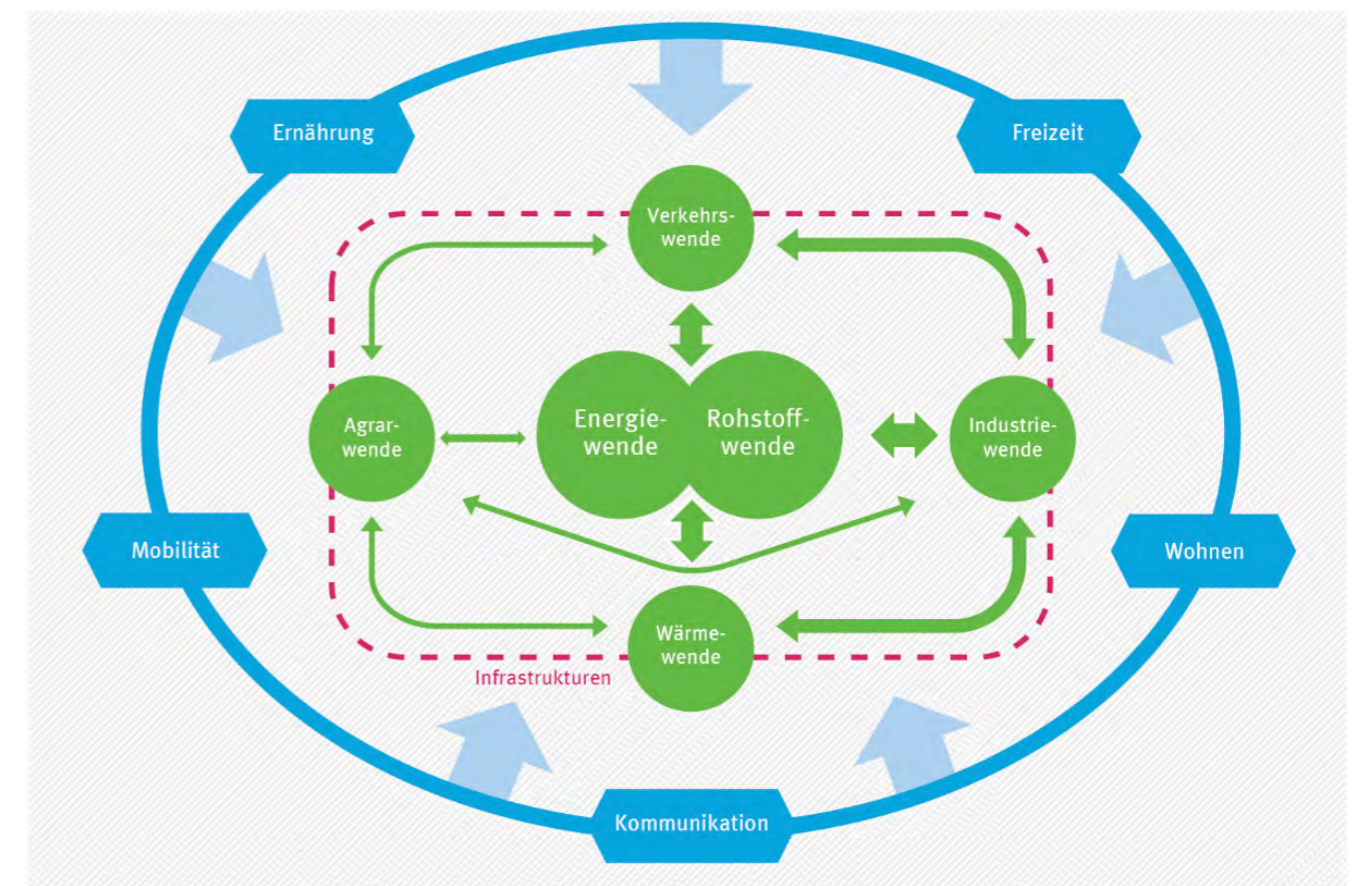 Ernährung
Freizeit
Verkehrs-
wende
Energie-
wende
Rohstoff-
wende
Agrar-
wende
Industrie-
wende
Mobilität
Wohnen
Wärme-
wende
Infrastrukturen
Kommunikation